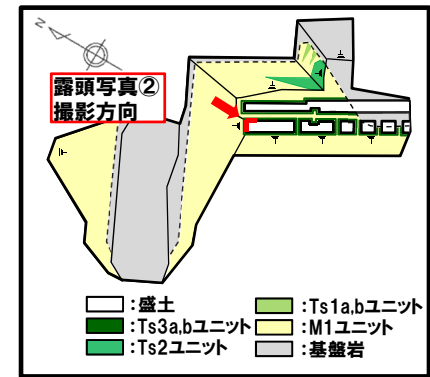 N
露頭写真②
撮影方向
:盛土
:Ts1a,bユニット
:Ts3a,bユニット
:M1ユニット
:Ts2ユニット
:基盤岩